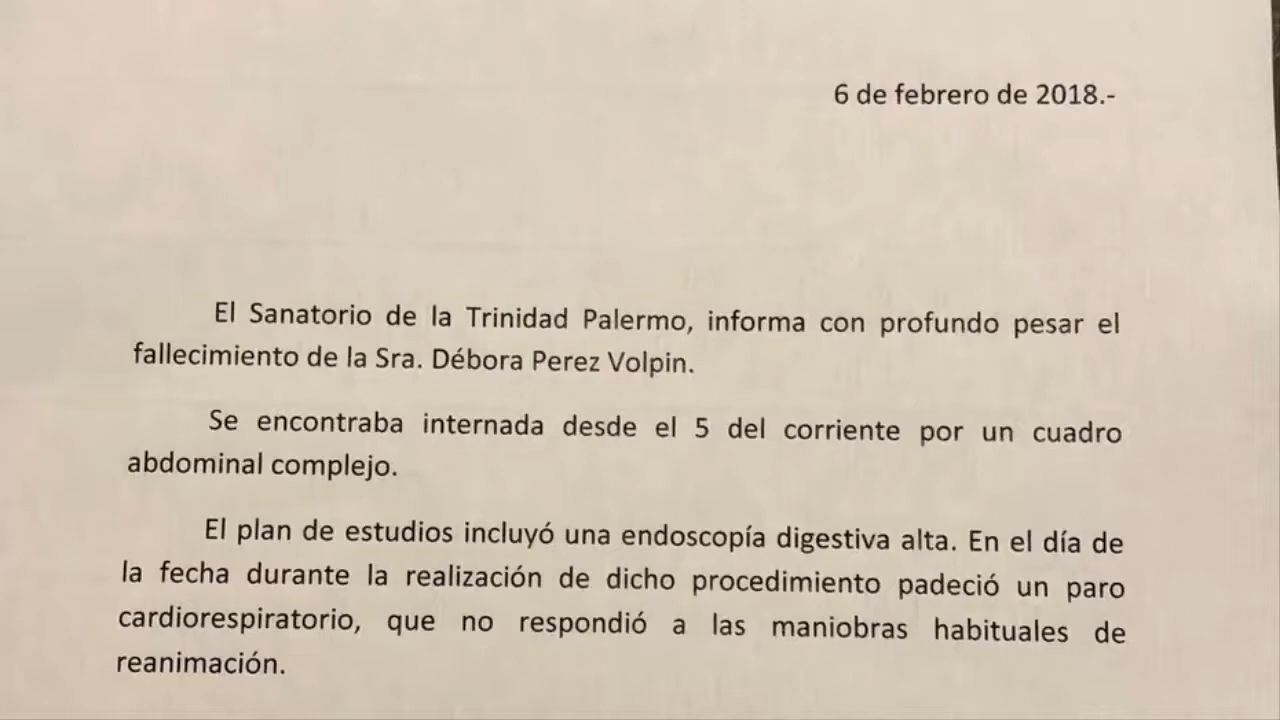 6 de febrero de 2018.-
El Sanatorio de la Trinidad Palermo, informa con profundo pesar el
fallecimiento de la Sra. Débora Perez Volpin.
Se encontraba internada desde el 5 del corriente por un cuadro
abdominal complejo.
El plan de estudios incluyó una endoscopía digestiva alta. En el día de
la fecha durante la realización de dicho procedimiento padeció un paro
cardiorespiratorio, que no respondió a las maniobras habituales de
reanimación.